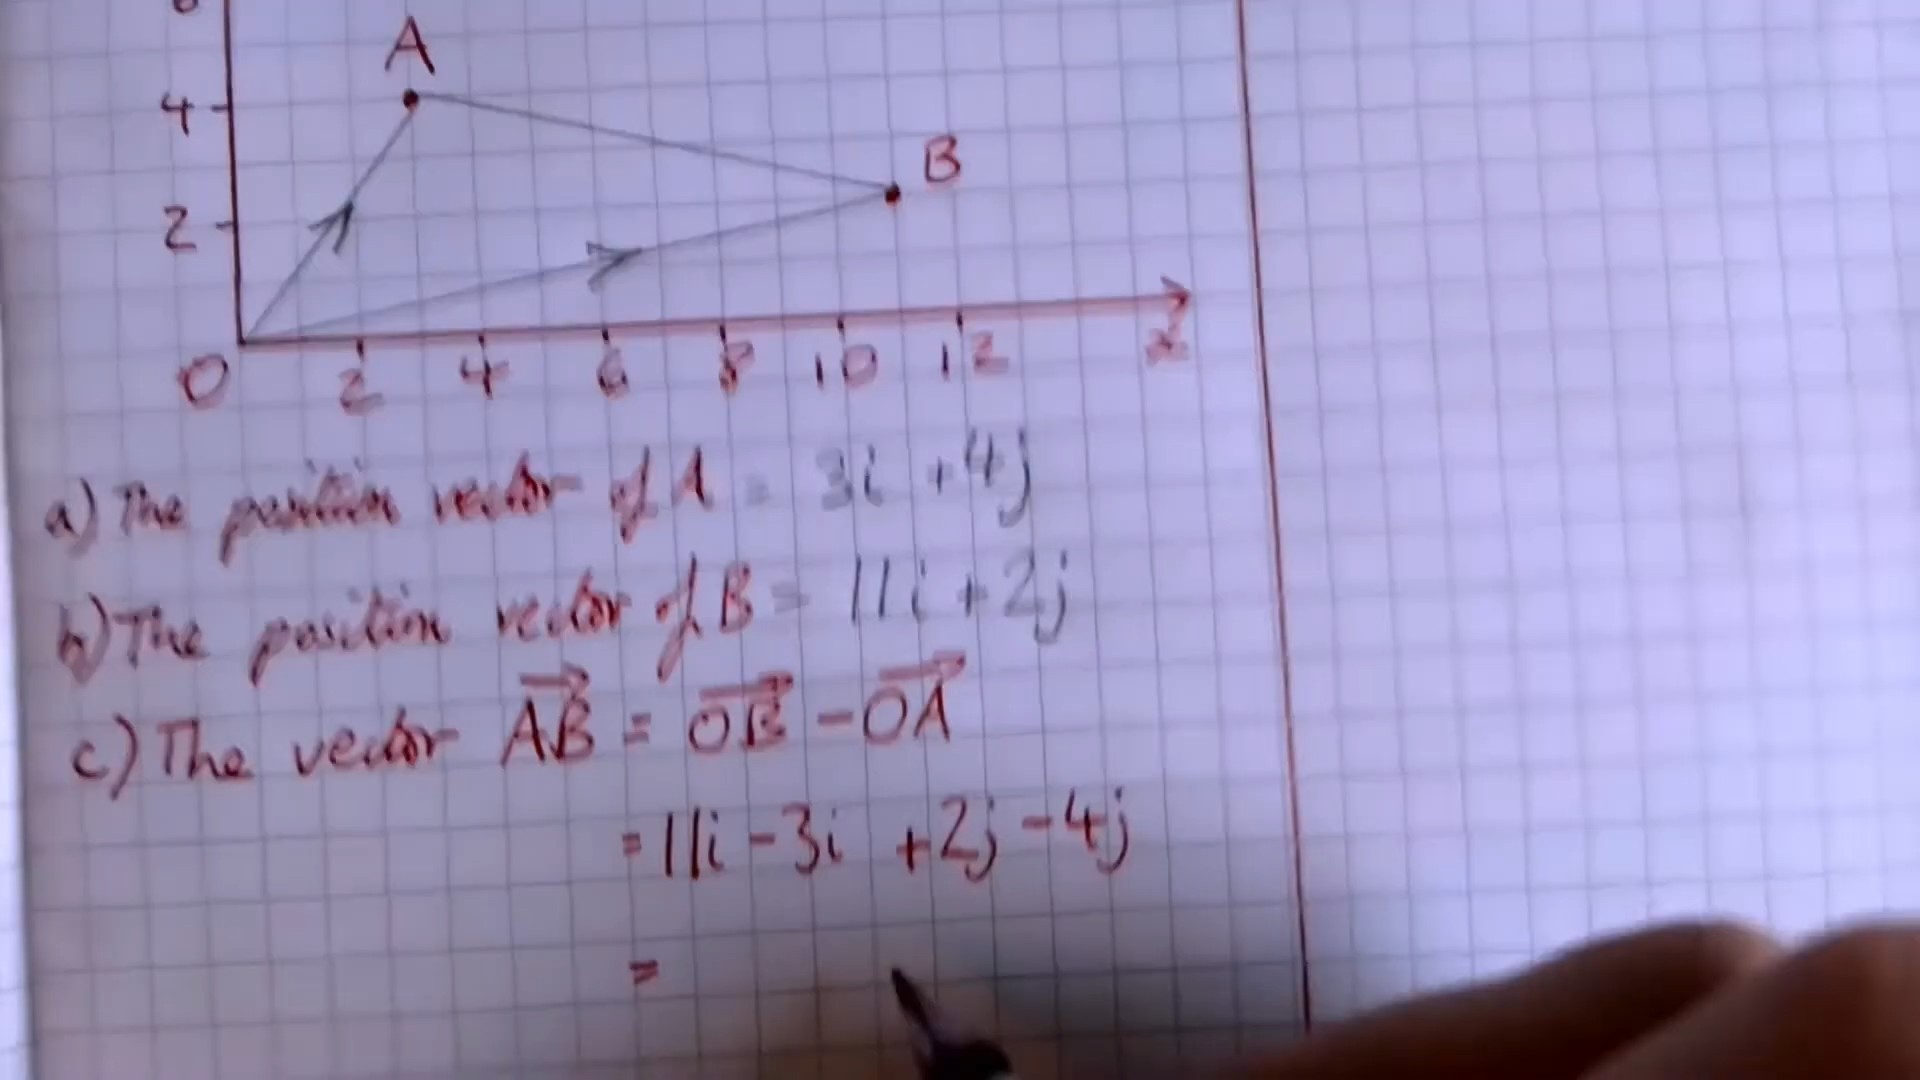 A
4
B
2
0 2 4 6 8 10 12 x
a) The position vector of A = 3i + 4j
b) The position vector of B = 11i + 2j
c) The vector AB = OB - OA
= 11i - 3i + 2j - 4j
=